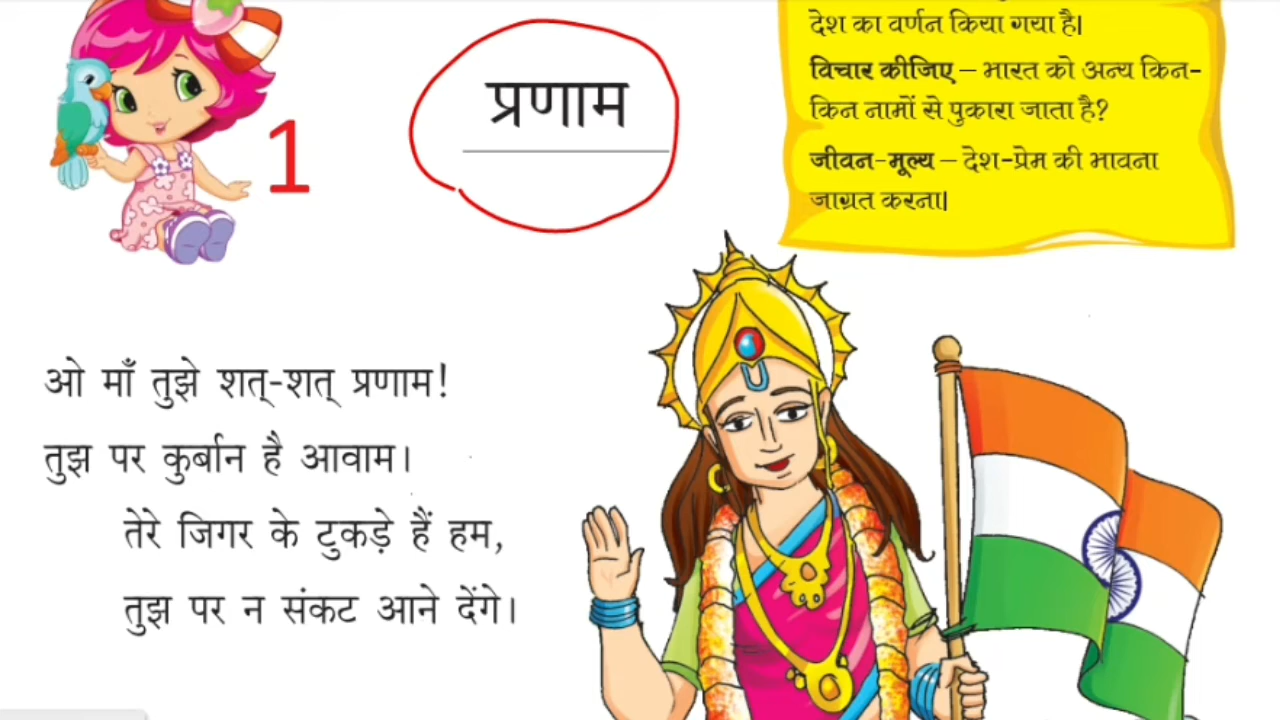 1
प्रणाम
देश का वर्णन किया गया है।
विचार कीजिए – भारत को अन्य किन-
किन नामों से पुकारा जाता है?
जीवन-मूल्य – देश-प्रेम की भावना
जाग्रत करना।
ओ माँ तुझे शत्-शत् प्रणाम!
तुझ पर कुर्बान है आवाम।
तेरे जिगर के टुकड़े हैं हम,
तुझ पर न संकट आने देंगे।